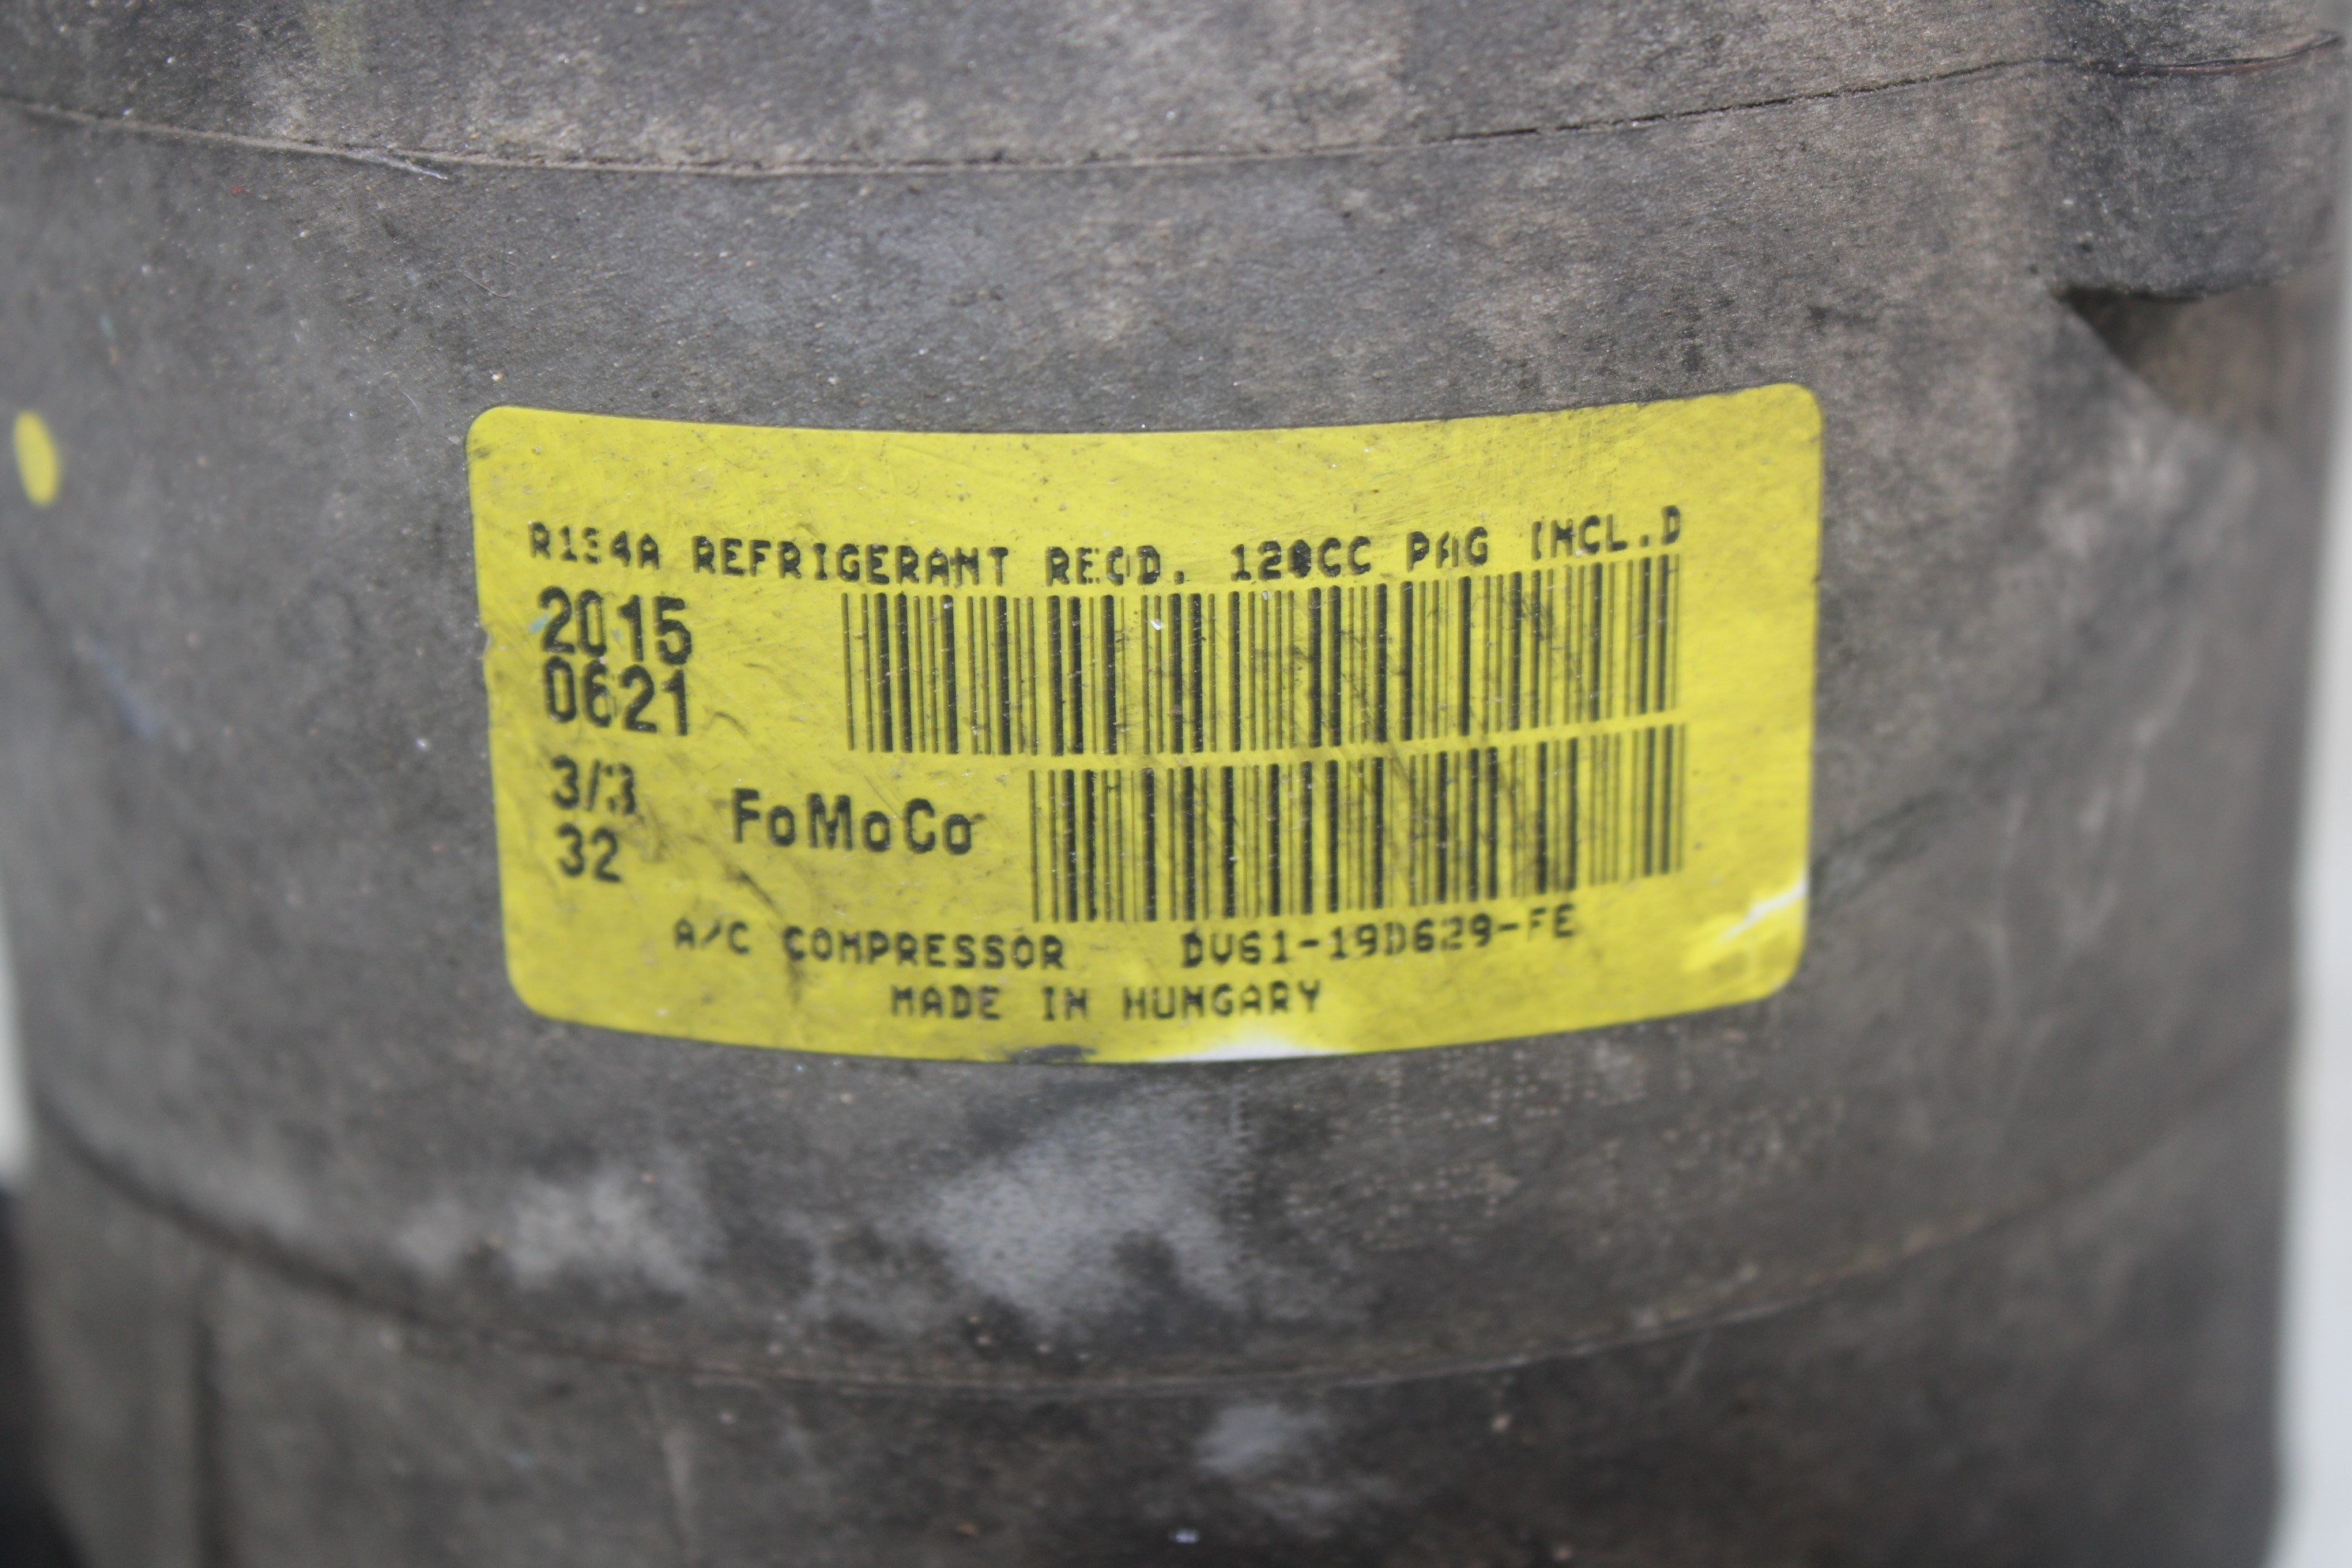 R134A REFRIGERANT REQD. 120CC PAG INCL.D
2015
0621
3/3
32
FoMoCo
A/C COMPRESSOR DV61-19D629-FE
MADE IN HUNGARY